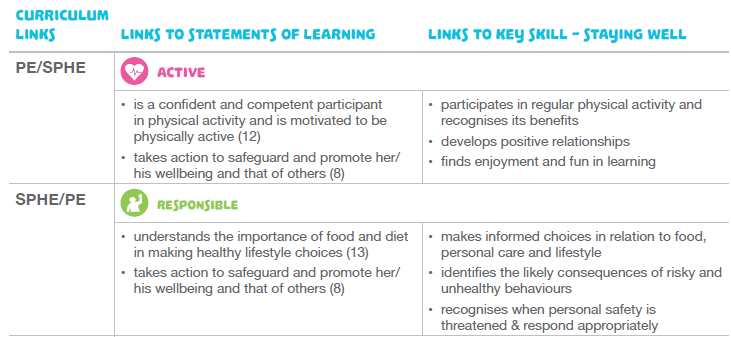 CURRICULUM
LINKS
LINKS TO STATEMENTS OF LEARNING
LINKS TO KEY SKILL – STAYING WELL
PE/SPHE
ACTIVE
• is a confident and competent participant
in physical activity and is motivated to be
physically active (12)
• takes action to safeguard and promote her/
his wellbeing and that of others (8)
• participates in regular physical activity and
recognises its benefits
• develops positive relationships
• finds enjoyment and fun in learning
SPHE/PE
RESPONSIBLE
• understands the importance of food and diet
in making healthy lifestyle choices (13)
• takes action to safeguard and promote her/
his wellbeing and that of others (8)
• makes informed choices in relation to food,
personal care and lifestyle
• identifies the likely consequences of risky and
unhealthy behaviours
• recognises when personal safety is
threatened & respond appropriately